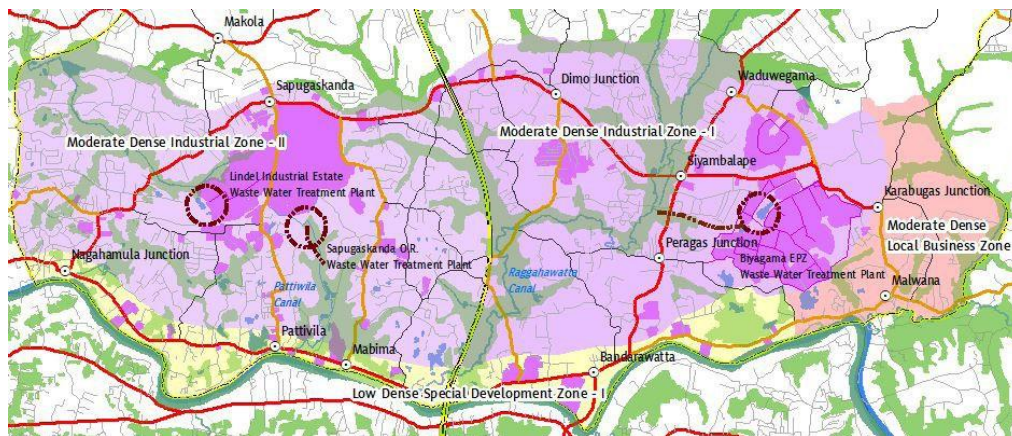 Makola
Sapugaskanda
Dimo Junction
Waduwegama
Moderate Dense Industrial Zone - II
Moderate Dense Industrial Zone - I
Lindel Industrial Estate
Waste Water Treatment Plant
Siyambalape
Karabugas Junction
Moderate Dense
Local Business Zone
Sapugaskanda O.R.
Waste Water Treatment Plant
Nagahamula Junction
Peragas Junction
Biyagama EPZ
Waste Water Treatment Plant
Raggahawatta
Canal
Pattiwila
Canal
Malwana
Pattivila
Mabima
Bandarawatta
Low Dense Special Development Zone - I